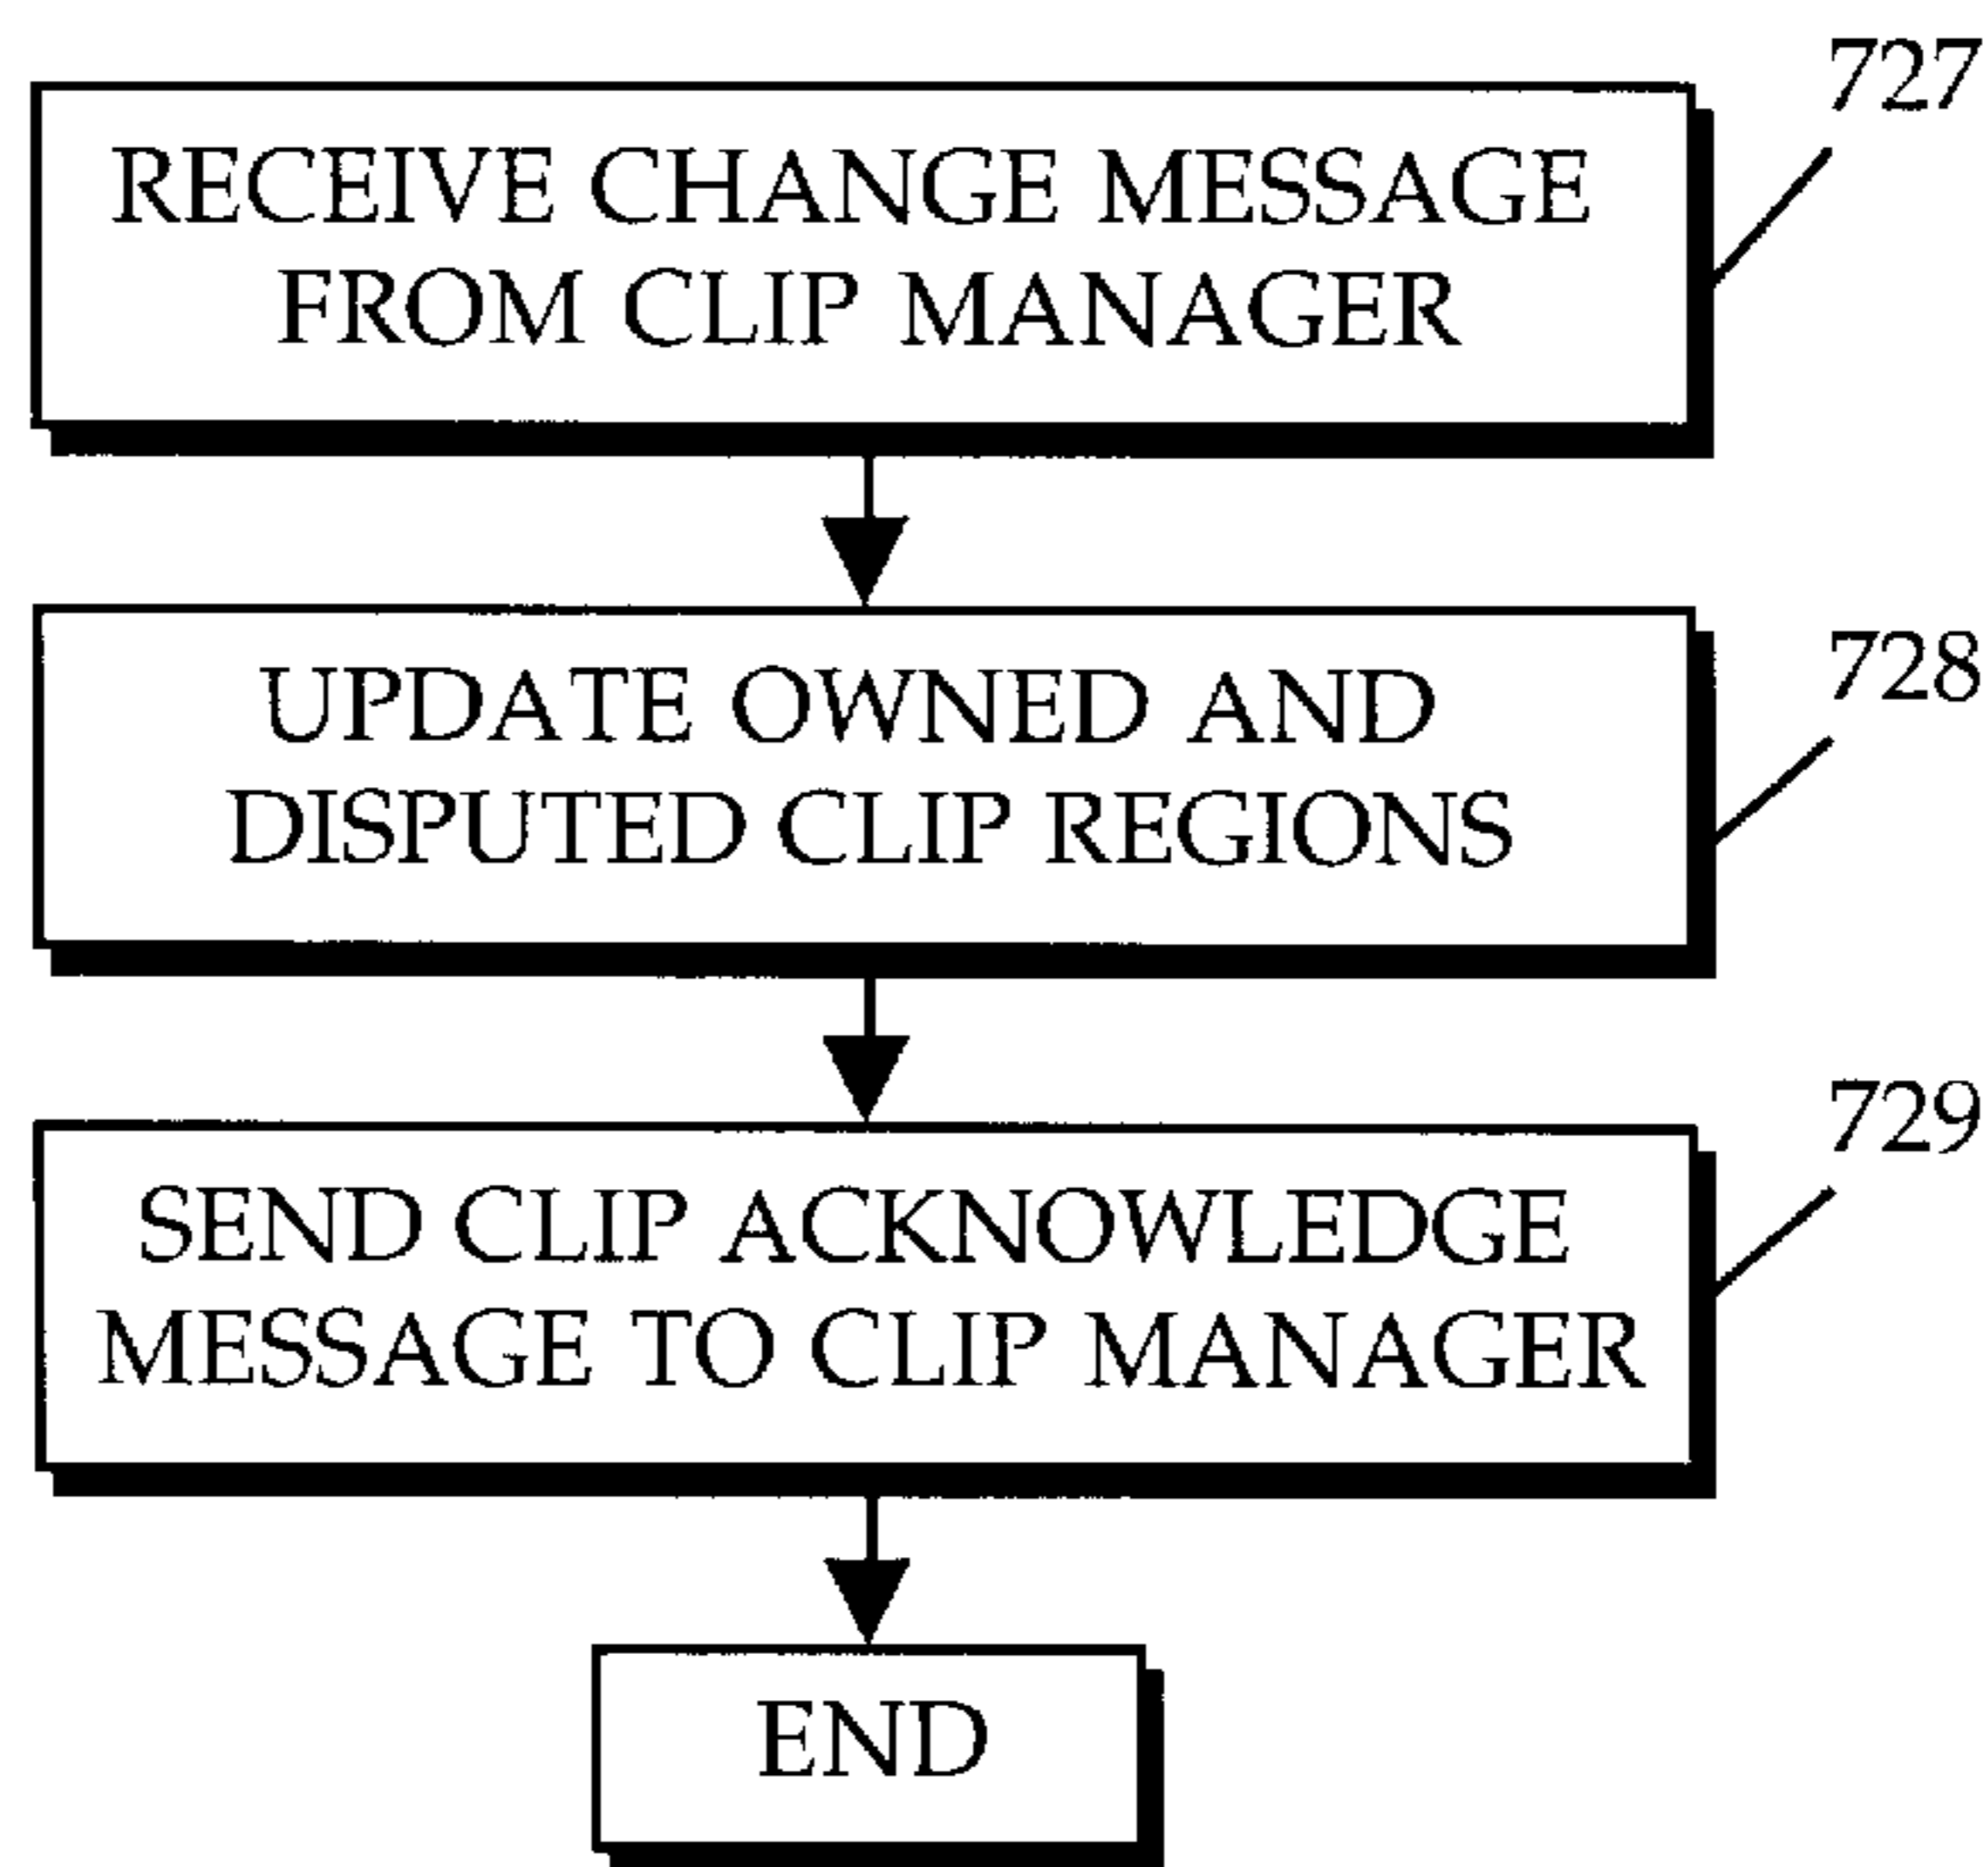 727
RECEIVE CHANGE MESSAGE
FROM CLIP MANAGER
728
UPDATE OWNED AND
DISPUTED CLIP REGIONS
729
SEND CLIP ACKNOWLEDGE
MESSAGE TO CLIP MANAGER
END